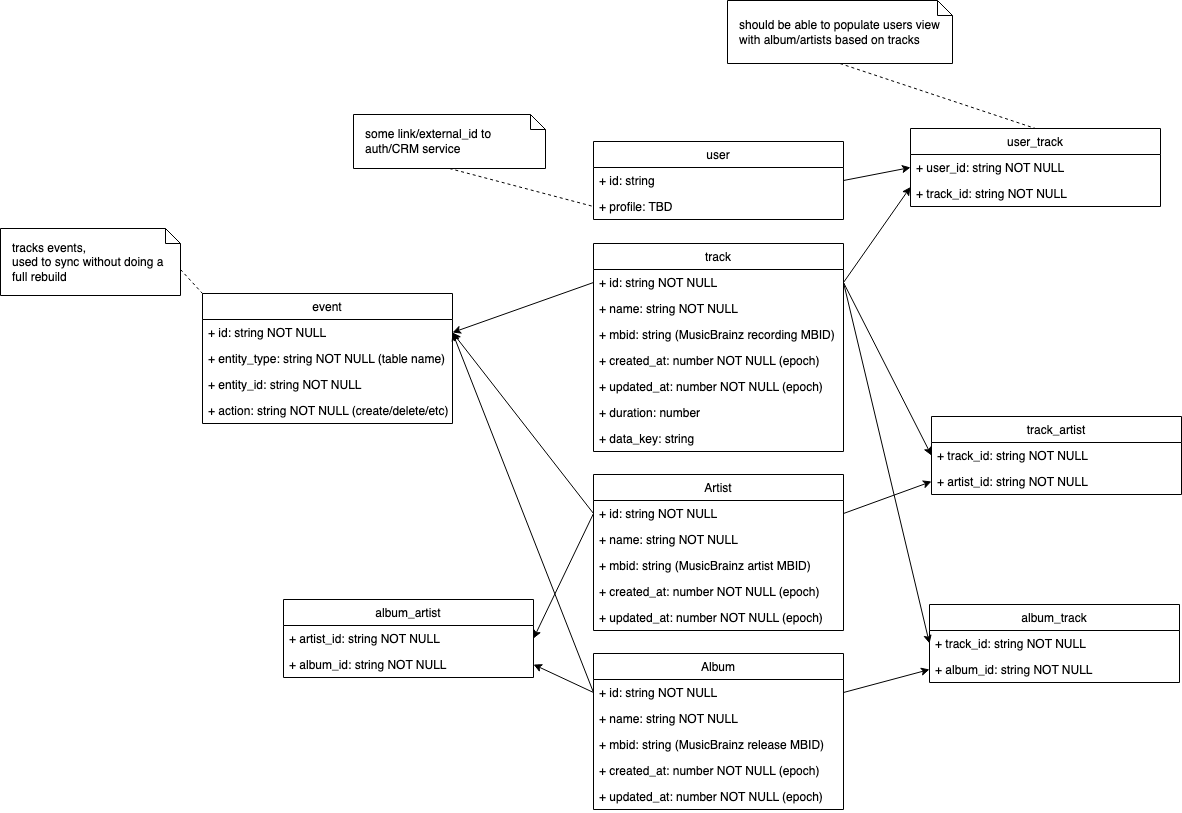 should be able to populate users view
with album/artists based on tracks
some link/external_id to
auth/CRM service
user
+ id: string
+ profile: TBD
user_track
+ user_id: string NOT NULL
+ track_id: string NOT NULL
tracks events,
used to sync without doing a
full rebuild
event
+ id: string NOT NULL
+ entity_type: string NOT NULL (table name)
+ entity_id: string NOT NULL
+ action: string NOT NULL (create/delete/etc)
track
+ id: string NOT NULL
+ name: string NOT NULL
+ mbid: string (MusicBrainz recording MBID)
+ created_at: number NOT NULL (epoch)
+ updated_at: number NOT NULL (epoch)
+ duration: number
+ data_key: string
track_artist
+ track_id: string NOT NULL
+ artist_id: string NOT NULL
Artist
+ id: string NOT NULL
+ name: string NOT NULL
+ mbid: string (MusicBrainz artist MBID)
+ created_at: number NOT NULL (epoch)
+ updated_at: number NOT NULL (epoch)
album_artist
+ artist_id: string NOT NULL
+ album_id: string NOT NULL
album_track
+ track_id: string NOT NULL
+ album_id: string NOT NULL
Album
+ id: string NOT NULL
+ name: string NOT NULL
+ mbid: string (MusicBrainz release MBID)
+ created_at: number NOT NULL (epoch)
+ updated_at: number NOT NULL (epoch)